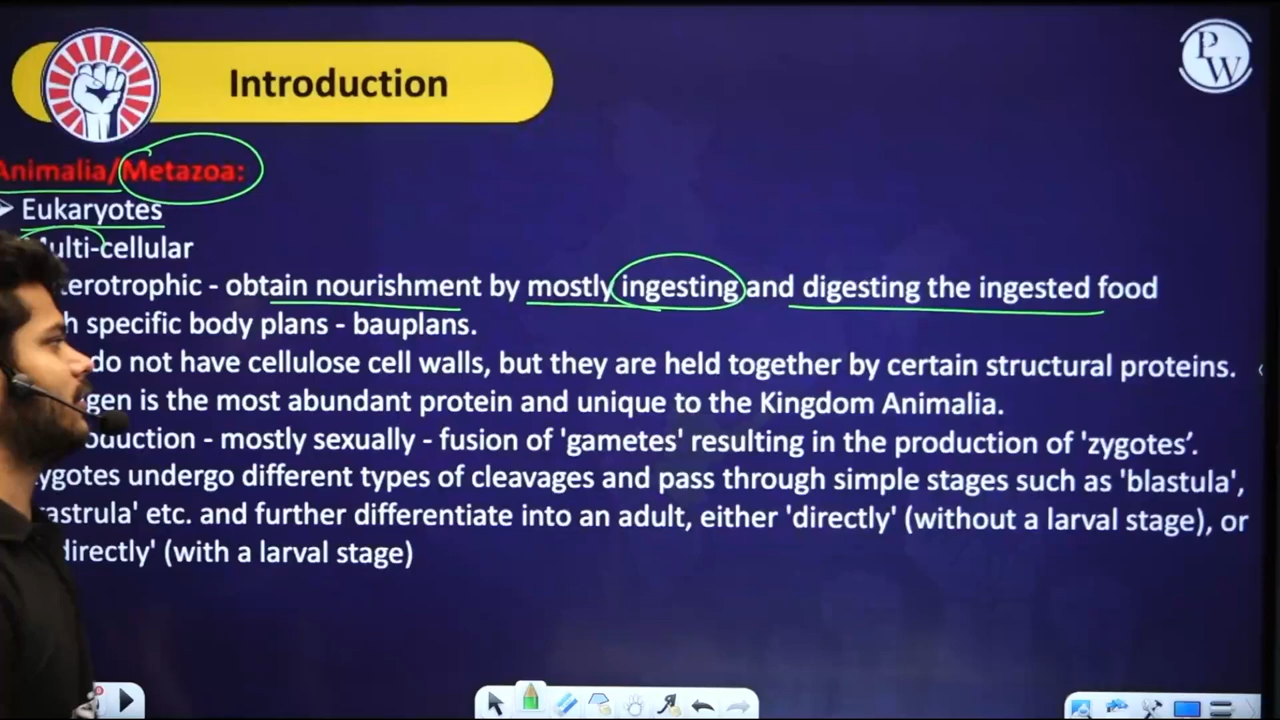 Introduction
PW
Animalia/Metazoa:
Eukaryotes
Multi-cellular
terotrophic - obtain nourishment by mostly ingesting and digesting the ingested food
h specific body plans - bauplans.
do not have cellulose cell walls, but they are held together by certain structural proteins.
gen is the most abundant protein and unique to the Kingdom Animalia.
oduction - mostly sexually - fusion of 'gametes' resulting in the production of 'zygotes’.
ygotes undergo different types of cleavages and pass through simple stages such as 'blastula',
astrula' etc. and further differentiate into an adult, either 'directly' (without a larval stage), or
directly' (with a larval stage)